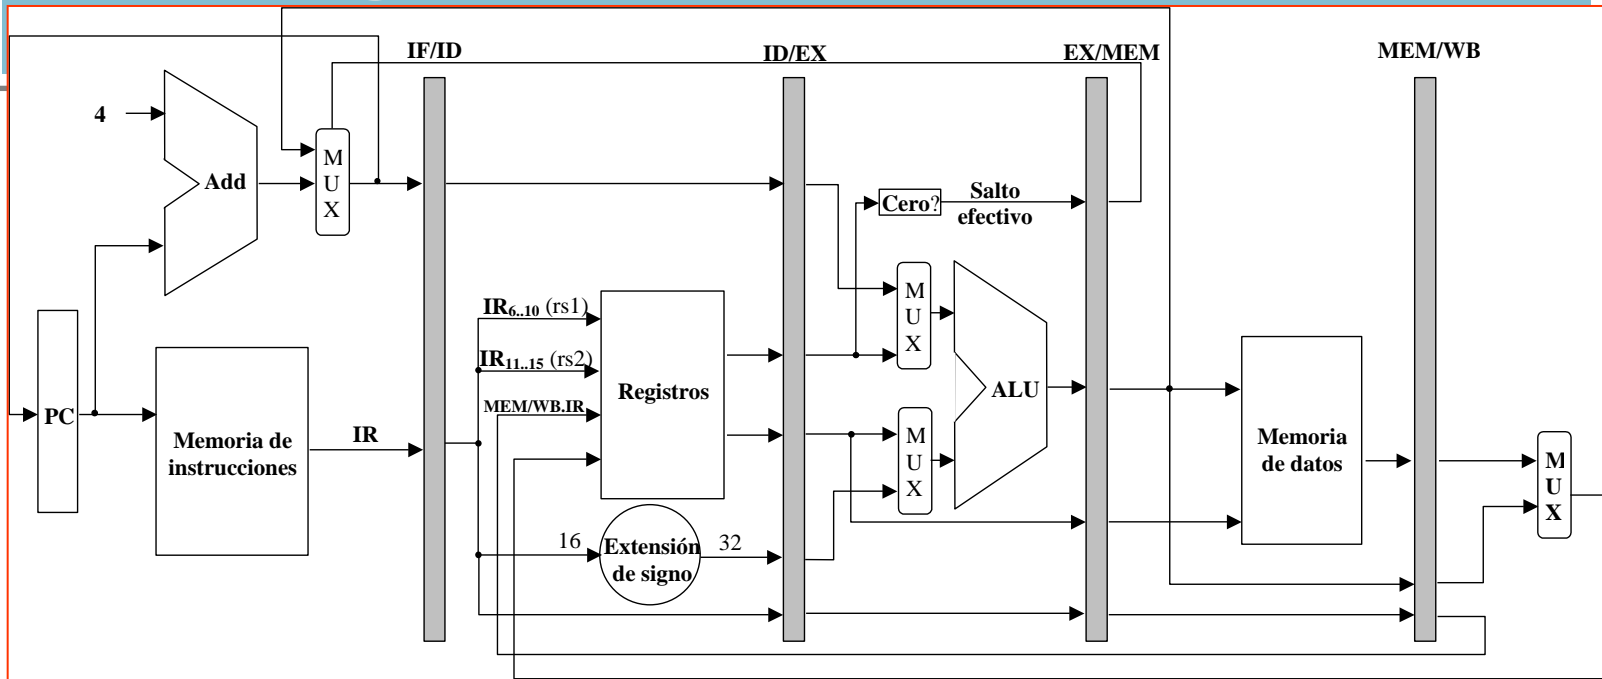 IF/ID
ID/EX
EX/MEM
MEM/WB
4
Add
M
U
X
Cero?
Salto
efectivo
IR6..10 (rs1)
IR11..15 (rs2)
MEM/WB.IR
Registros
M
U
X
ALU
M
U
X
PC
Memoria de
instrucciones
IR
Memoria
de datos
M
U
X
16
Extensión
de signo
32